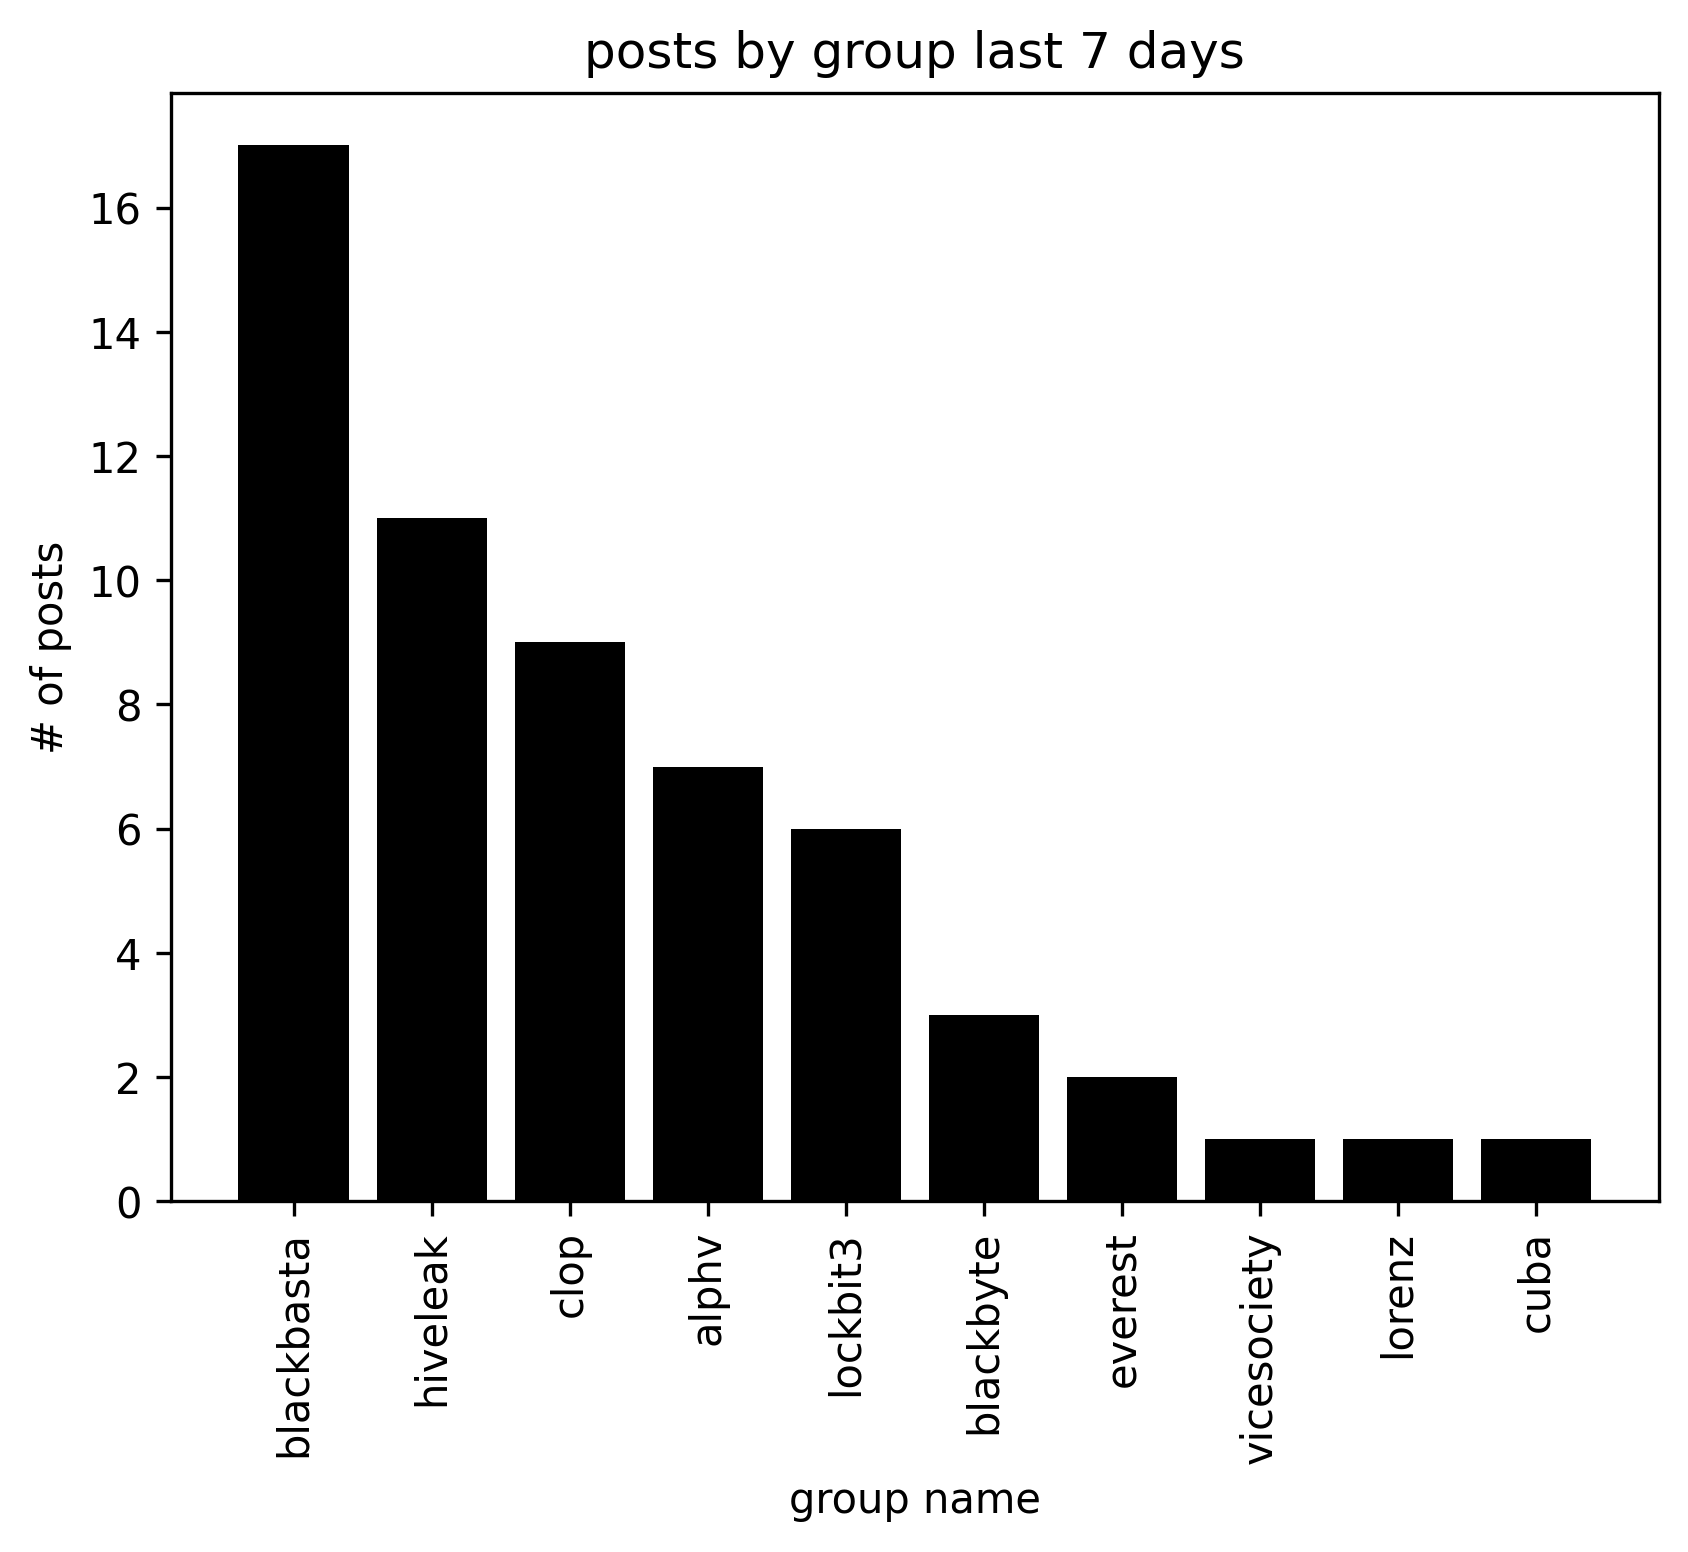 posts by group last 7 days
# of posts
16
14
12
10
8
6
4
2
0
blackbasta
hiveleak
clop
alphv
lockbit3
blackbyte
everest
vicesociety
lorenz
cuba
group name